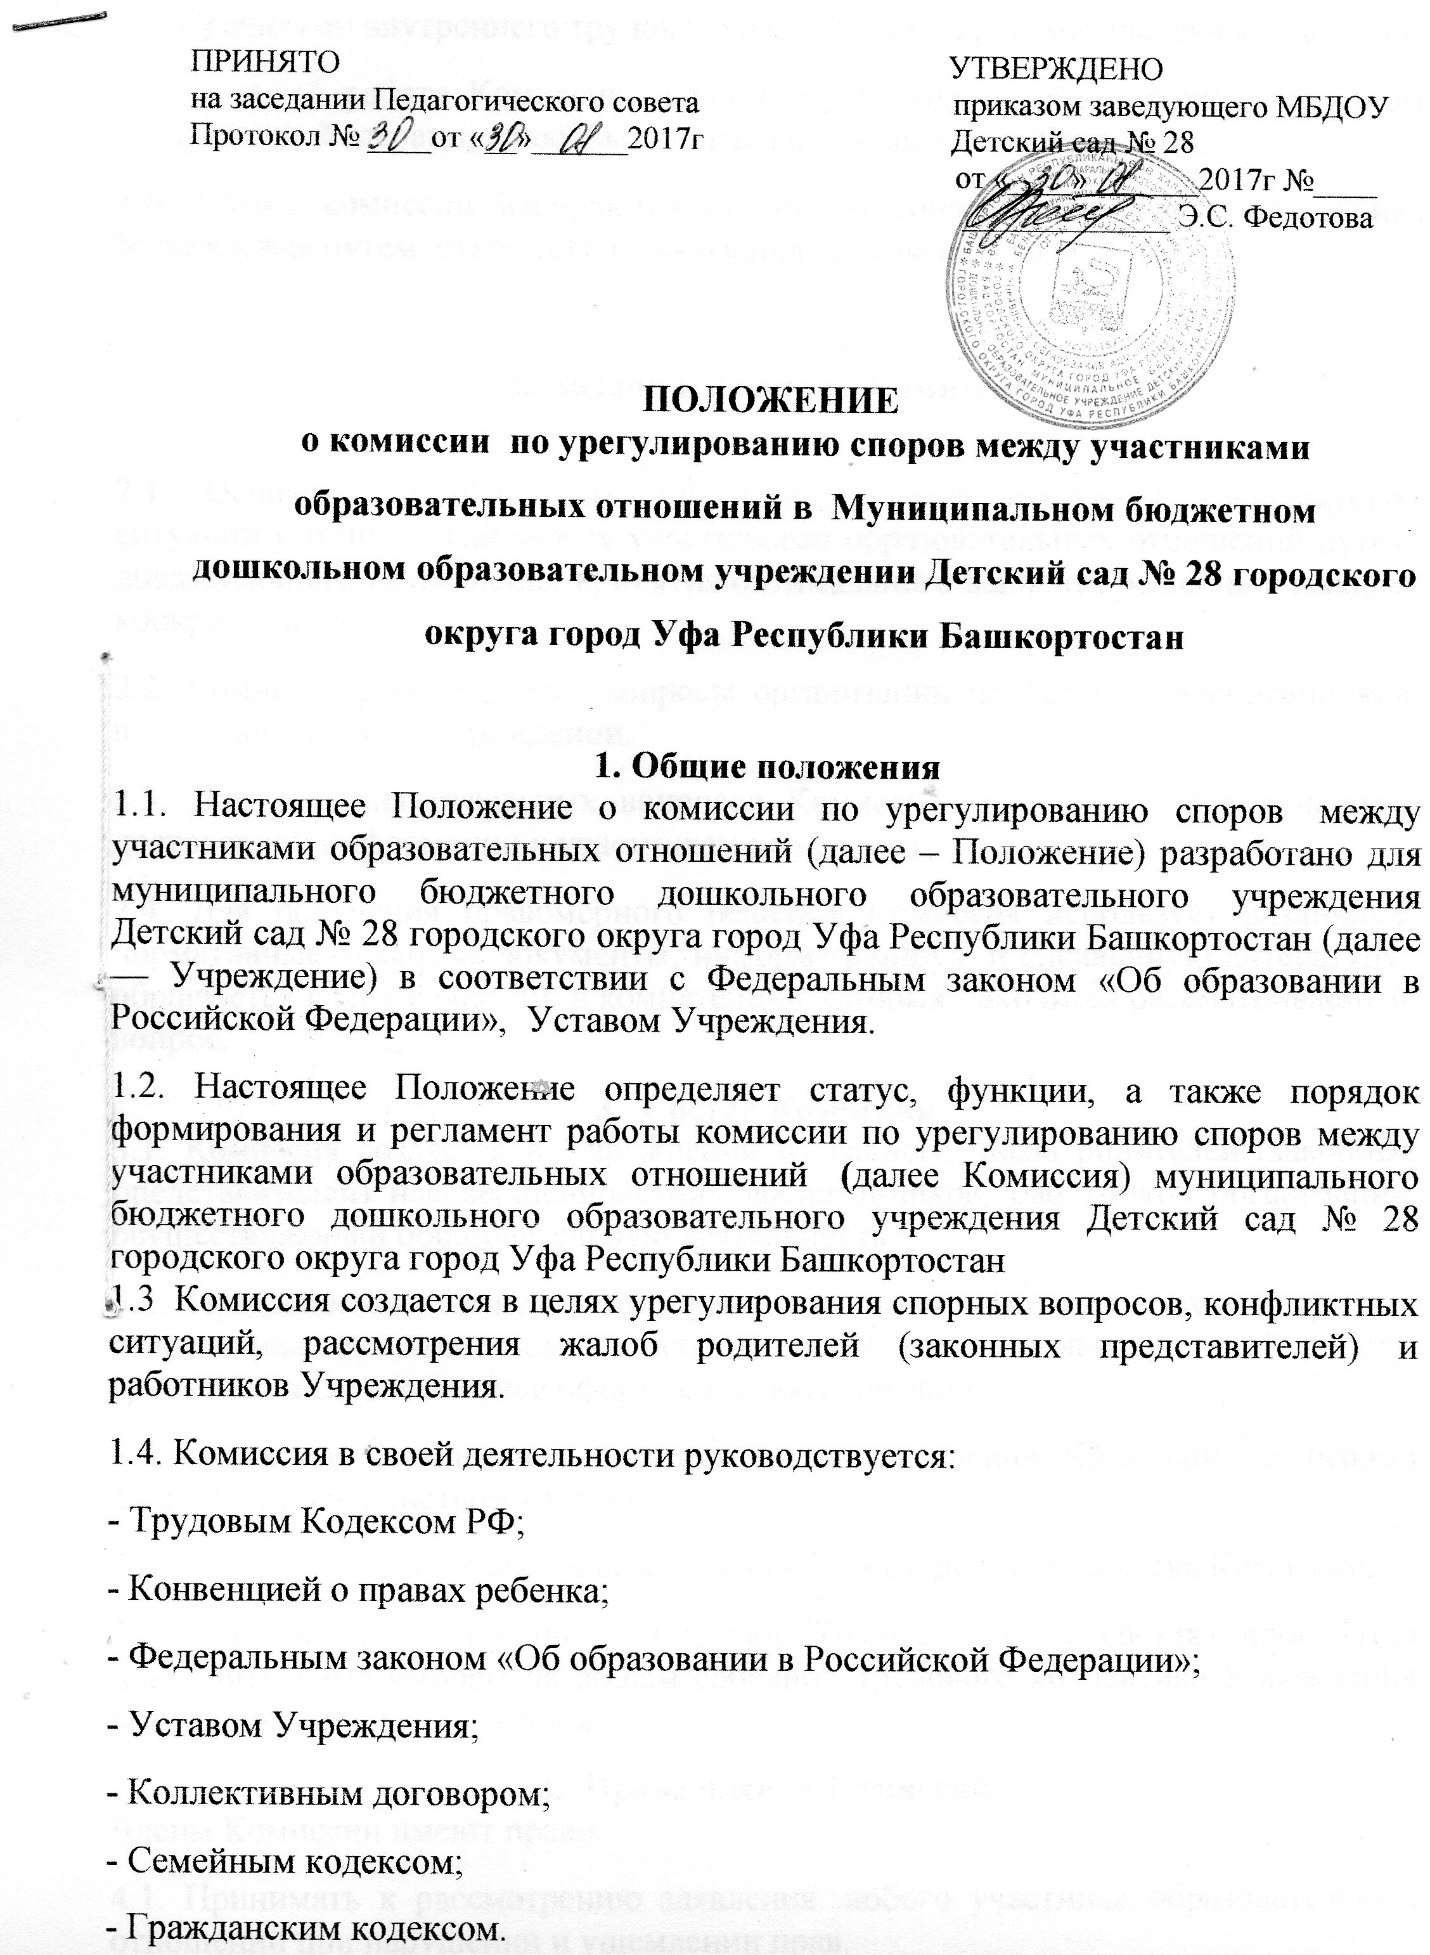 ПРИНЯТО
на заседании Педагогического совета
Протокол № 30 от «30» 01 2017г
УТВЕРЖДЕНО
приказом заведующего МБДОУ
Детский сад № 28
от «30» 01 2017г №____
Э.С. Федотова
ПОЛОЖЕНИЕ
о комиссии по урегулированию споров между участниками
образовательных отношений в Муниципальном бюджетном
дошкольном образовательном учреждении Детский сад № 28 городского
округа город Уфа Республики Башкортостан
1. Общие положения
1.1. Настоящее Положение о комиссии по урегулированию споров между
участниками образовательных отношений (далее – Положение) разработано для
муниципального бюджетного дошкольного образовательного учреждения
Детский сад № 28 городского округа город Уфа Республики Башкортостан (далее
— Учреждение) в соответствии с Федеральным законом «Об образовании в
Российской Федерации», Уставом Учреждения.
1.2. Настоящее Положение определяет статус, функции, а также порядок
формирования и регламент работы комиссии по урегулированию споров между
участниками образовательных отношений (далее Комиссия) муниципального
бюджетного дошкольного образовательного учреждения Детский сад № 28
городского округа город Уфа Республики Башкортостан
1.3 Комиссия создается в целях урегулирования спорных вопросов, конфликтных
ситуаций, рассмотрения жалоб родителей (законных представителей) и
работников Учреждения.
1.4. Комиссия в своей деятельности руководствуется:
- Трудовым Кодексом РФ;
- Конвенцией о правах ребенка;
- Федеральным законом «Об образовании в Российской Федерации»;
- Уставом Учреждения;
- Коллективным договором;
- Семейным кодексом;
- Гражданским кодексом.